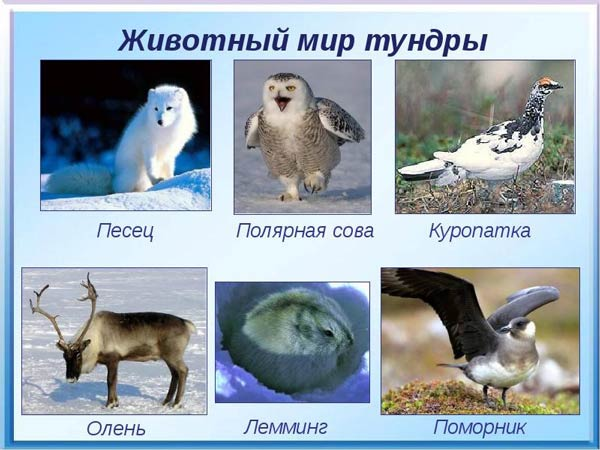 Животный мир тундры
Песец
Полярная сова
Куропатка
Олень
Лемминг
Поморник